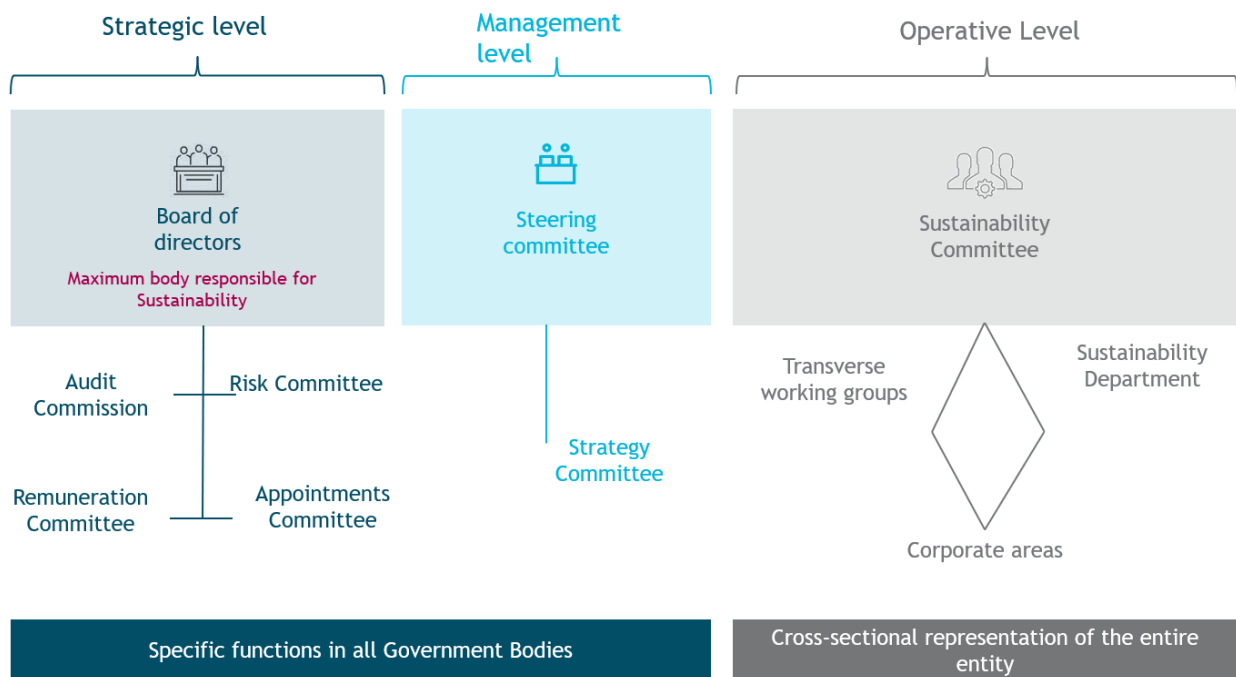 Strategic level
Management
level
Operative Level
Board of
directors
Maximum body responsible for
Sustainability
Steering
committee
Sustainability
Committee
Audit
Commission
Risk Committee
Remuneration
Committee
Appointments
Committee
Strategy
Committee
Transverse
working groups
Sustainability
Department
Corporate areas
Specific functions in all Government Bodies
Cross-sectional representation of the entire
entity